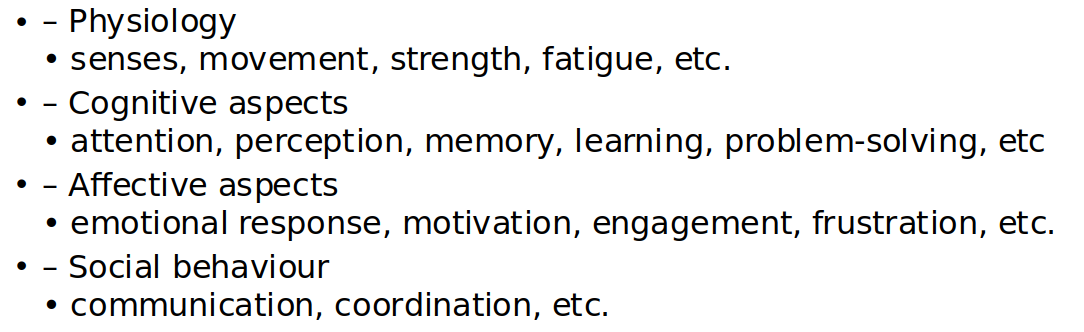 • – Physiology
• senses, movement, strength, fatigue, etc.
• – Cognitive aspects
• attention, perception, memory, learning, problem-solving, etc
• – Affective aspects
• emotional response, motivation, engagement, frustration, etc.
• – Social behaviour
• communication, coordination, etc.